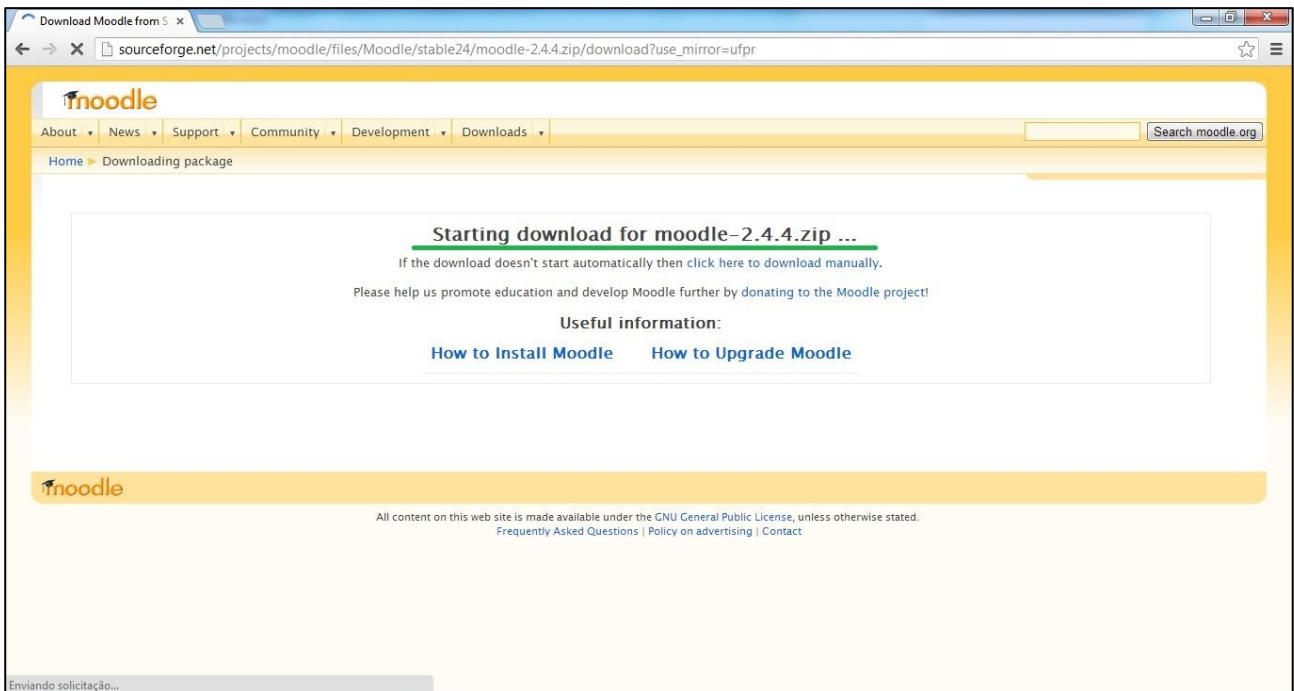 Download Moodle from S
sourceforge.net/projects/moodle/files/Moodle/stable24/moodle-2.4.4.zip/download?use_mirror=ufpr
moodle
About News Support Community Development Downloads Search moodle.org
Home Downloading package
Starting download for moodle-2.4.4.zip ...
If the download doesn't start automatically then click here to download manually.
Please help us promote education and develop Moodle further by donating to the Moodle project!
Useful information:
How to Install Moodle How to Upgrade Moodle
moodle
All content on this web site is made available under the GNU General Public License, unless otherwise stated.
Frequently Asked Questions | Policy on advertising | Contact
Enviando solicitação...